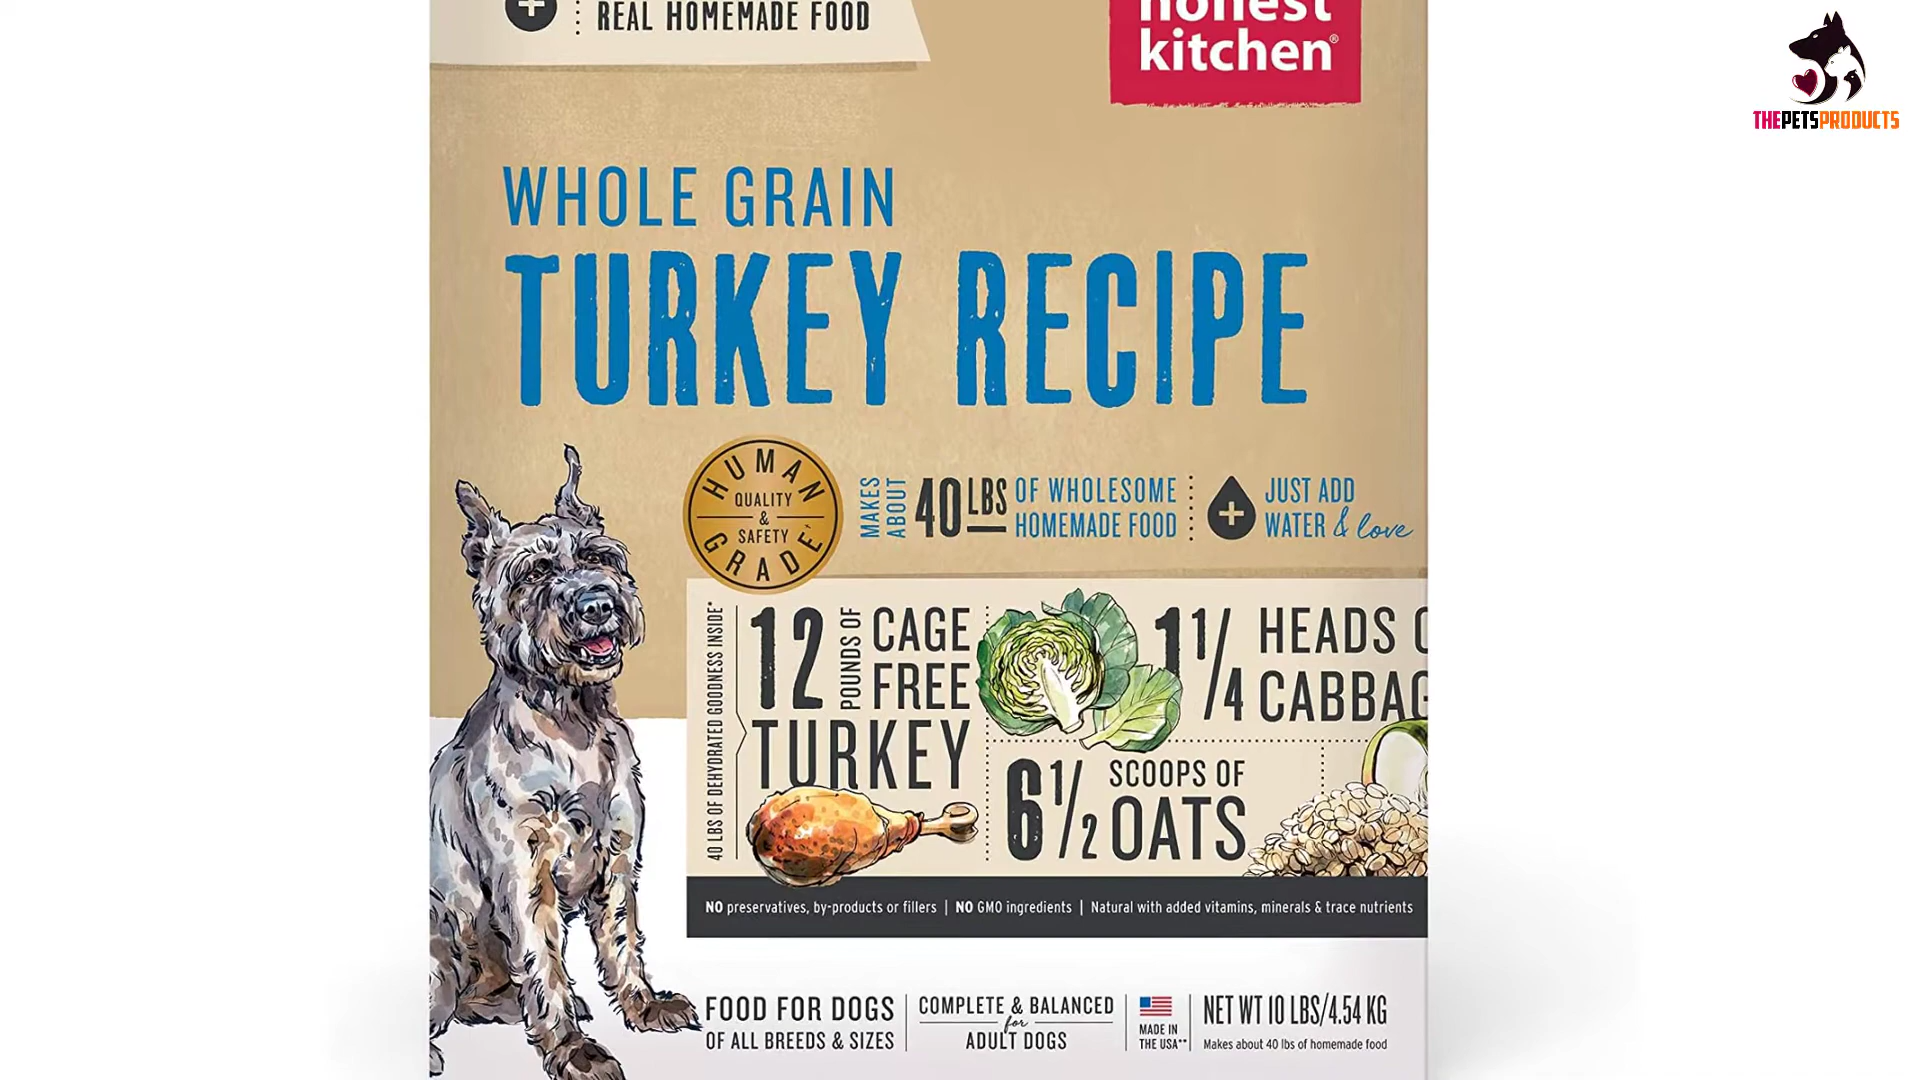 REAL HOMEMADE FOOD
honest
kitchen®
THEPETSPRODUCTS
WHOLE GRAIN
TURKEY RECIPE
HUMAN
QUALITY
&
SAFETY
GRADE+
MAKES
ABOUT
40 LBS
OF WHOLESOME
HOMEMADE FOOD
JUST ADD
WATER & love
40 LBS OF DEHYDRATED GOODNESS INSIDE*
12
POUNDS OF
CAGE
FREE
TURKEY
1 1/4
HEADS O
CABBAG
6 1/2
SCOOPS OF
OATS
NO preservatives, by-products or fillers | NO GMO ingredients | Natural with added vitamins, minerals & trace nutrients
FOOD FOR DOGS
OF ALL BREEDS & SIZES
COMPLETE & BALANCED
for
ADULT DOGS
MADE IN
THE USA**
NET WT 10 LBS/4.54 KG
Makes about 40 lbs of homemade food